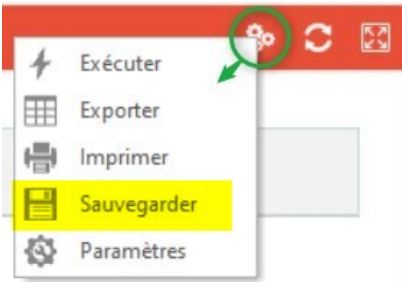 Exécuter
Exporter
Imprimer
Sauvegarder
Paramètres